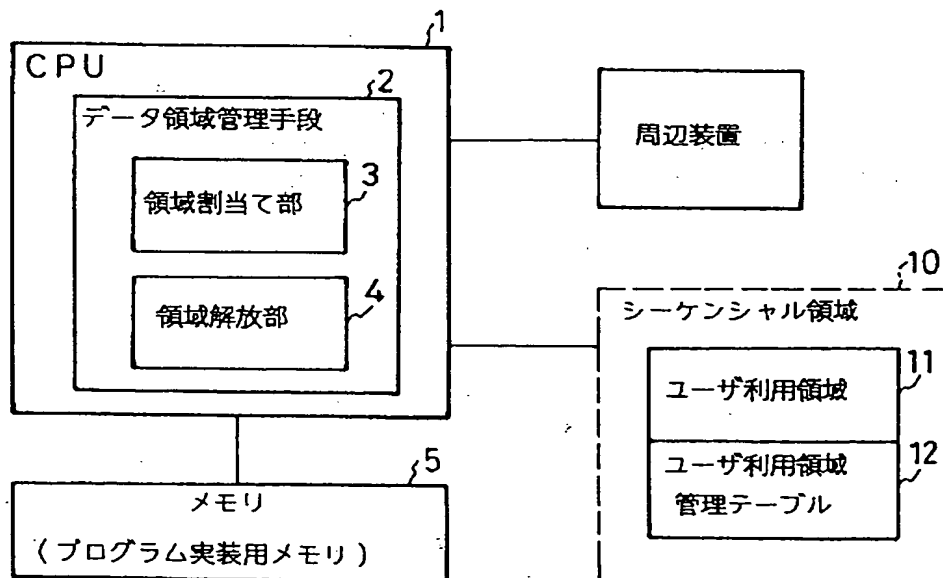 1
CPU
2
データ領域管理手段
3
領域割当て部
4
領域解放部
周辺装置
10
シーケンシャル領域
11
ユーザ利用領域
12
ユーザ利用領域
管理テーブル
5
メモリ
(プログラム実装用メモリ)